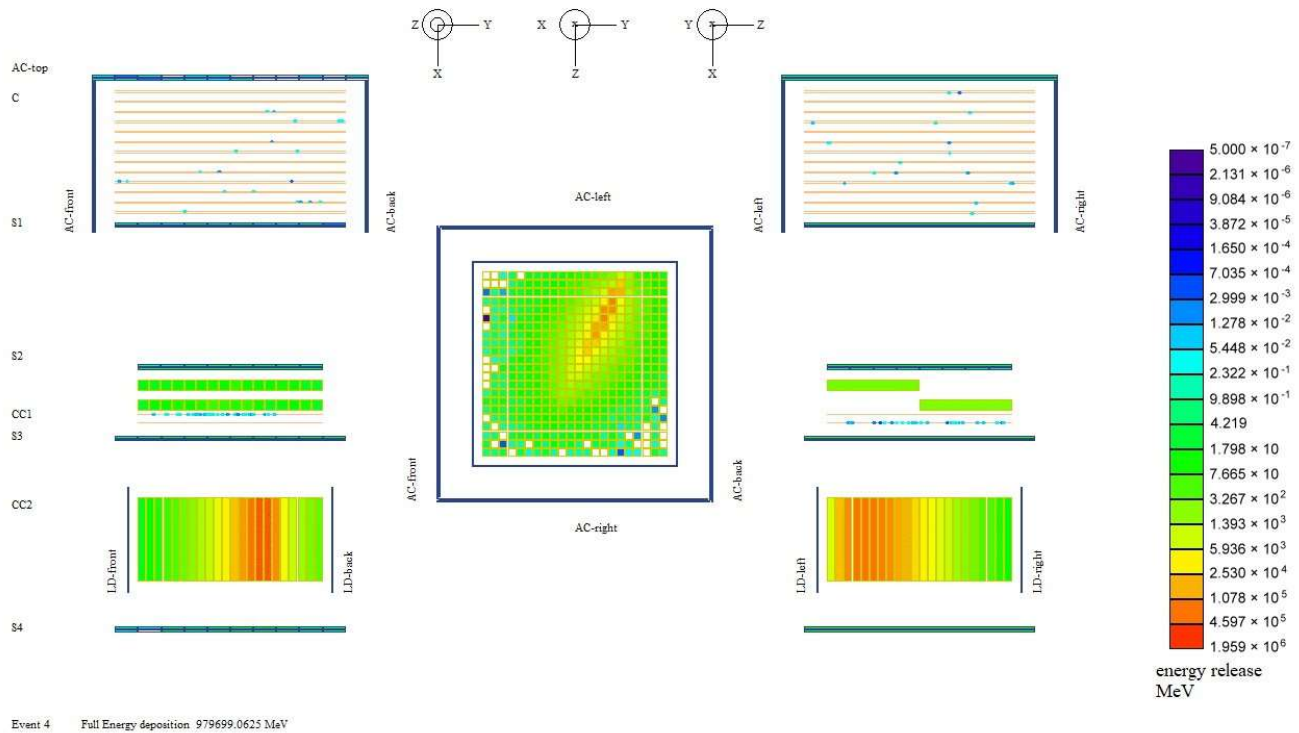 Z Y X
X X Y Z
Y X Z X
AC-top
C
AC-front
AC-back
S1
AC-left
AC-right
AC-left
S2
CC1
S3
AC-front
AC-back
AC-right
CC2
LD-front
LD-back
LD-left
LD-right
S4
5.000 × 10-7
2.131 × 10-6
9.084 × 10-6
3.872 × 10-5
1.650 × 10-4
7.035 × 10-4
2.999 × 10-3
1.278 × 10-2
5.448 × 10-2
2.322 × 10-1
9.898 × 10-1
4.219
1.798 × 10
7.665 × 10
3.267 × 102
1.393 × 103
5.936 × 103
2.530 × 104
1.078 × 105
4.597 × 105
1.959 × 106
energy release
MeV
Event 4 Full Energy deposition 979699.0625 MeV